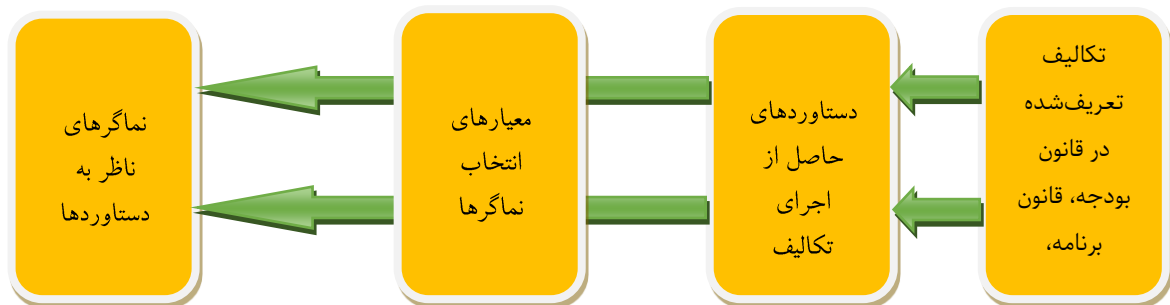 تکالیف
تعریف‌شده
در قانون
بودجه، قانون
برنامه،
دستاوردهای
حاصل از
اجرای
تکالیف
معیارهای
انتخاب
نماگرها
نماگرهای
ناظر به
دستاوردها